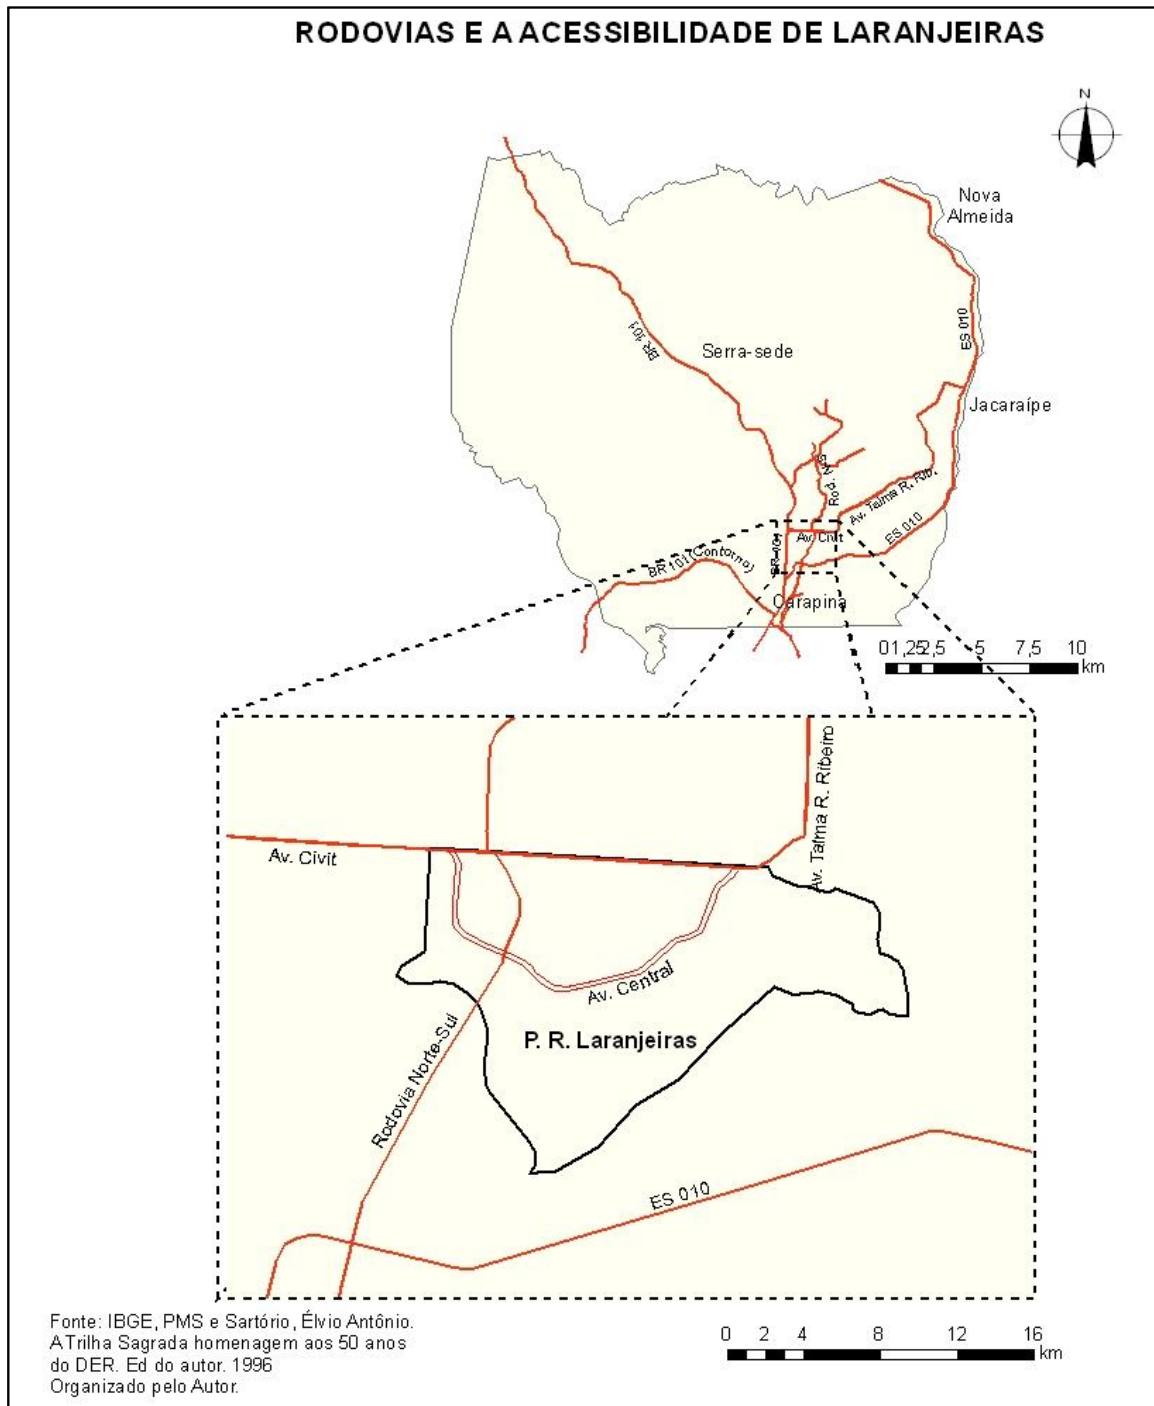 RODOVIAS E A ACESSIBILIDADE DE LARANJEIRAS
N
Nova
Almeida
ES 010
BR 101
Serra-sede
Jacaraípe
Rod. N/S
Av. Talma R. Rib.
ES 010
Av. Civit
BR 101
BR 101 (Contorno)
Carapina
0 1,25 2,5 5 7,5 10
km
Av. Talma R. Ribeiro
Av. Civit
Av. Central
P. R. Laranjeiras
Rodovia Norte-Sul
ES 010
Fonte: IBGE, PMS e Sartório, Élvio Antônio.
A Trilha Sagrada homenagem aos 50 anos
do DER. Ed do autor. 1996
Organizado pelo Autor.
0 2 4 8 12 16
km